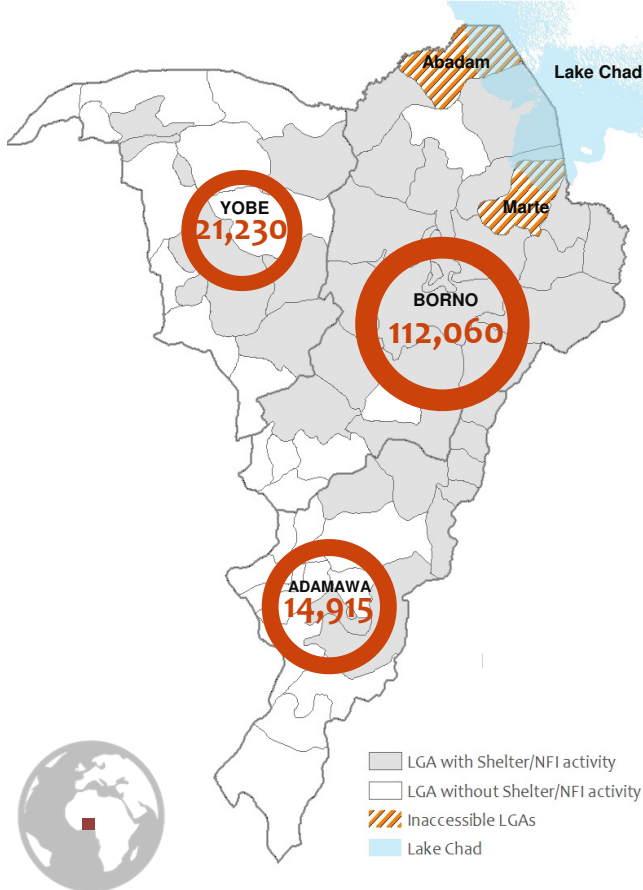 Abadam
Lake Chad
Marte
YOBE
21,230
BORNO
112,060
ADAMAWA
14,915
LGA with Shelter/NFI activity
LGA without Shelter/NFI activity
Inaccessible LGAs
Lake Chad